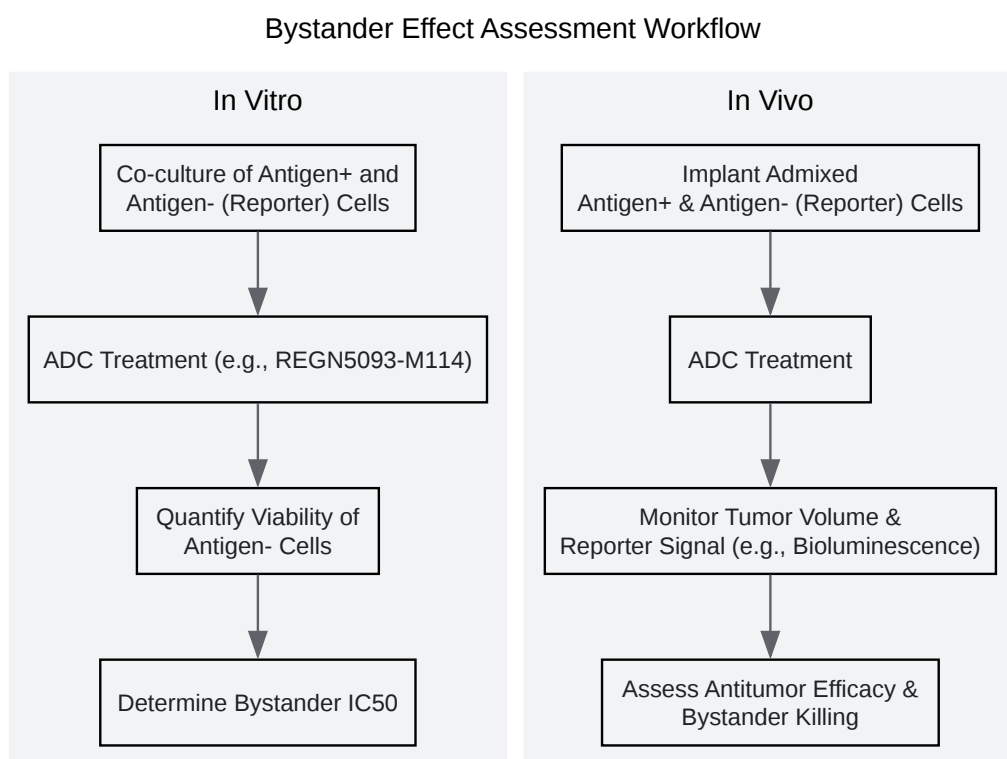 Bystander Effect Assessment Workflow
In Vitro
Co-culture of Antigen+ and
Antigen- (Reporter) Cells
ADC Treatment (e.g., REGN5093-M114)
Quantify Viability of
Antigen- Cells
Determine Bystander IC50
In Vivo
Implant Admixed
Antigen+ & Antigen- (Reporter) Cells
ADC Treatment
Monitor Tumor Volume &
Reporter Signal (e.g., Bioluminescence)
Assess Antitumor Efficacy &
Bystander Killing